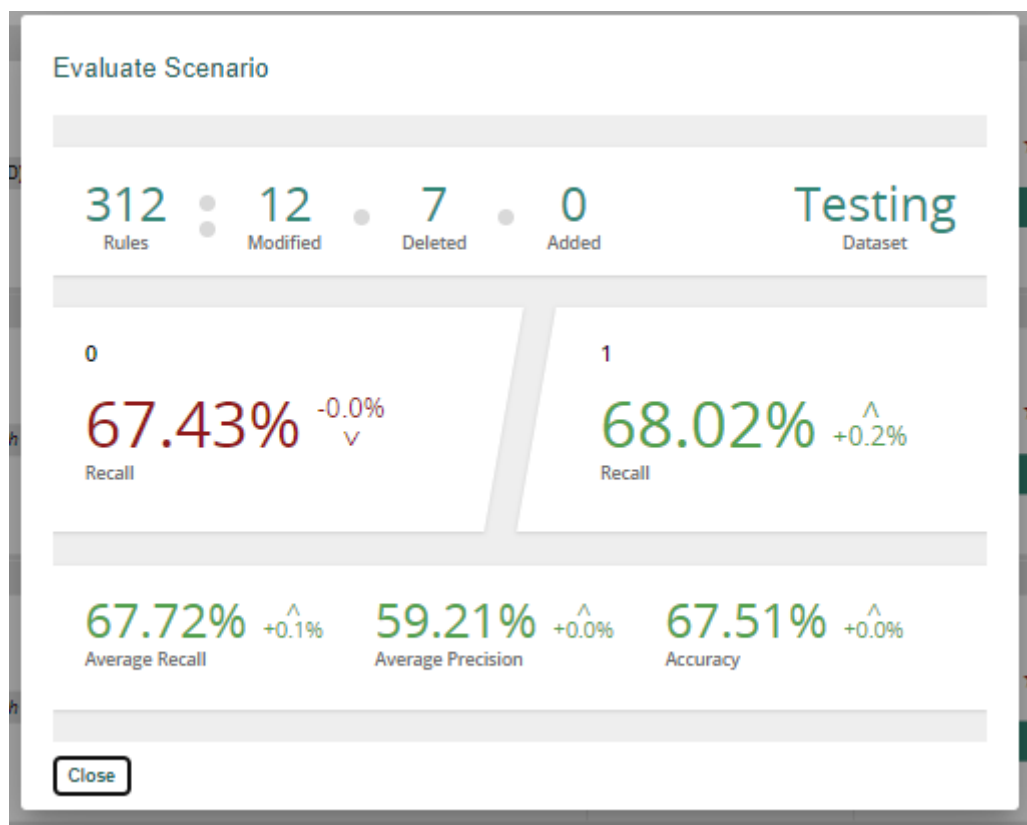 Evaluate Scenario
312 : 12 . 7 . 0 Testing
Rules Modified Deleted Added Dataset
0 1
67.43% -0.0% 68.02% +0.2%
Recall Recall
67.72% +0.1% 59.21% +0.0% 67.51% +0.0%
Average Recall Average Precision Accuracy
Close